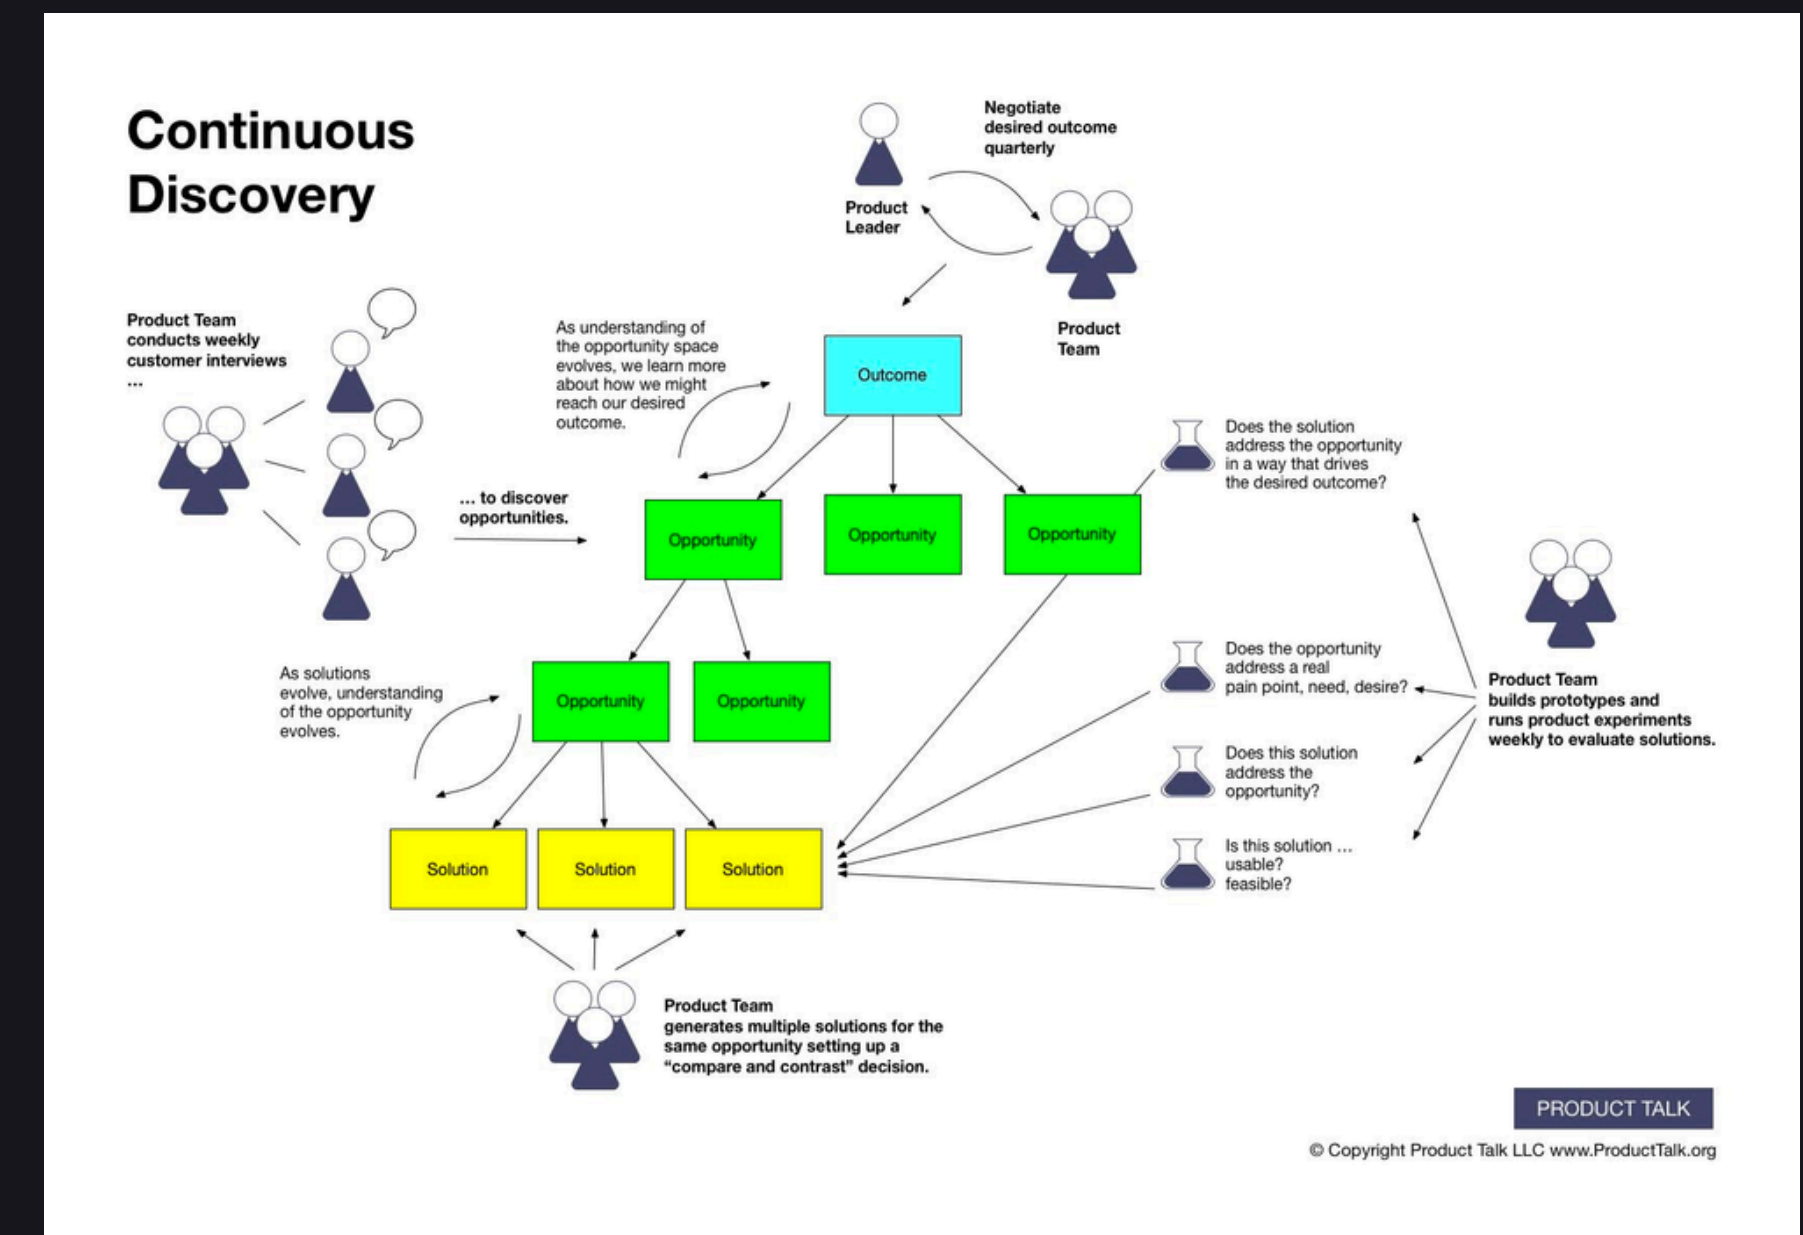 Continuous
Discovery
Negotiate
desired outcome
quarterly
Product
Leader
Product
Team
Product Team
conducts weekly
customer interviews
...
... to discover
opportunities.
As understanding of
the opportunity space
evolves, we learn more
about how we might
reach our desired
outcome.
Outcome
Opportunity
Opportunity
Opportunity
Opportunity
Opportunity
As solutions
evolve, understanding
of the opportunity
evolves.
Solution
Solution
Solution
Product Team
generates multiple solutions for the
same opportunity setting up a
“compare and contrast” decision.
Does the solution
address the opportunity
in a way that drives
the desired outcome?
Does the opportunity
address a real
pain point, need, desire?
Does this solution
address the
opportunity?
Is this solution ...
usable?
feasible?
Product Team
builds prototypes and
runs product experiments
weekly to evaluate solutions.
PRODUCT TALK
© Copyright Product Talk LLC www.ProductTalk.org